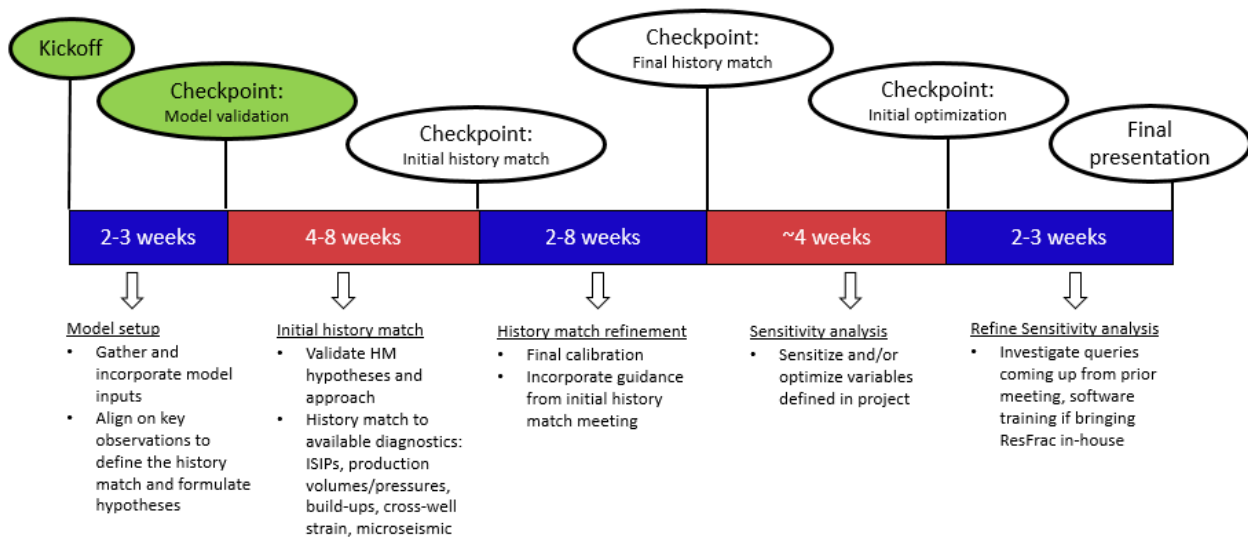 Kickoff
Checkpoint:
Model validation
Checkpoint:
Initial history match
Checkpoint:
Final history match
Checkpoint:
Initial optimization
Final
presentation
2-3 weeks
4-8 weeks
2-8 weeks
~4 weeks
2-3 weeks
Model setup
• Gather and
incorporate model
inputs
• Align on key
observations to
define the history
match and formulate
hypotheses
Initial history match
• Validate HM
hypotheses and
approach
• History match to
available diagnostics:
ISIPs, production
volumes/pressures,
build-ups, cross-well
strain, microseismic
History match refinement
• Final calibration
• Incorporate guidance
from initial history
match meeting
Sensitivity analysis
• Sensitize and/or
optimize variables
defined in project
Refine Sensitivity analysis
• Investigate queries
coming up from prior
meeting, software
training if bringing
ResFrac in-house